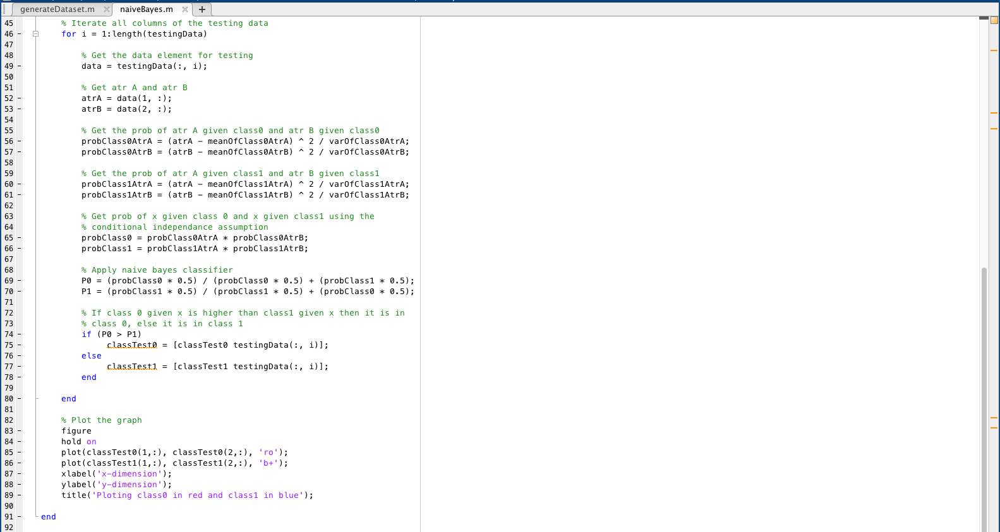 generateDataset.m × naiveBayes.m × +
45 % Iterate all columns of the testing data
46 - for i = 1:length(testingData)
47
48 % Get the data element for testing
49 - data = testingData(:, i);
50
51 % Get atr A and atr B
52 - atrA = data(1, :);
53 - atrB = data(2, :);
54
55 % Get the prob of atr A given class0 and atr B given class0
56 - probClass0AtrA = (atrA - meanOfClass0AtrA) ^ 2 / varOfClass0AtrA;
57 - probClass0AtrB = (atrB - meanOfClass0AtrB) ^ 2 / varOfClass0AtrB;
58
59 % Get the prob of atr A given class1 and atr B given class1
60 - probClass1AtrA = (atrA - meanOfClass1AtrA) ^ 2 / varOfClass1AtrA;
61 - probClass1AtrB = (atrB - meanOfClass1AtrB) ^ 2 / varOfClass1AtrB;
62
63 % Get prob of x given class 0 and x given class1 using the
64 % conditional independance assumption
65 - probClass0 = probClass0AtrA * probClass0AtrB;
66 - probClass1 = probClass1AtrA * probClass1AtrB;
67
68 % Apply naive bayes classifier
69 - P0 = (probClass0 * 0.5) / (probClass0 * 0.5) + (probClass1 * 0.5);
70 - P1 = (probClass1 * 0.5) / (probClass1 * 0.5) + (probClass0 * 0.5);
71
72 % If class 0 given x is higher than class1 given x then it is in
73 % class 0, else it is in class 1
74 - if (P0 > P1)
75 - classTest0 = [classTest0 testingData(:, i)];
76 - else
77 - classTest1 = [classTest1 testingData(:, i)];
78 - end
79
80 - end
81
82 % Plot the graph
83 - figure
84 - hold on
85 - plot(classTest0(1,:), classTest0(2,:), 'ro');
86 - plot(classTest1(1,:), classTest1(2,:), 'b+');
87 - xlabel('x-dimension');
88 - ylabel('y-dimension');
89 - title('Ploting class0 in red and class1 in blue');
90
91 - end
92